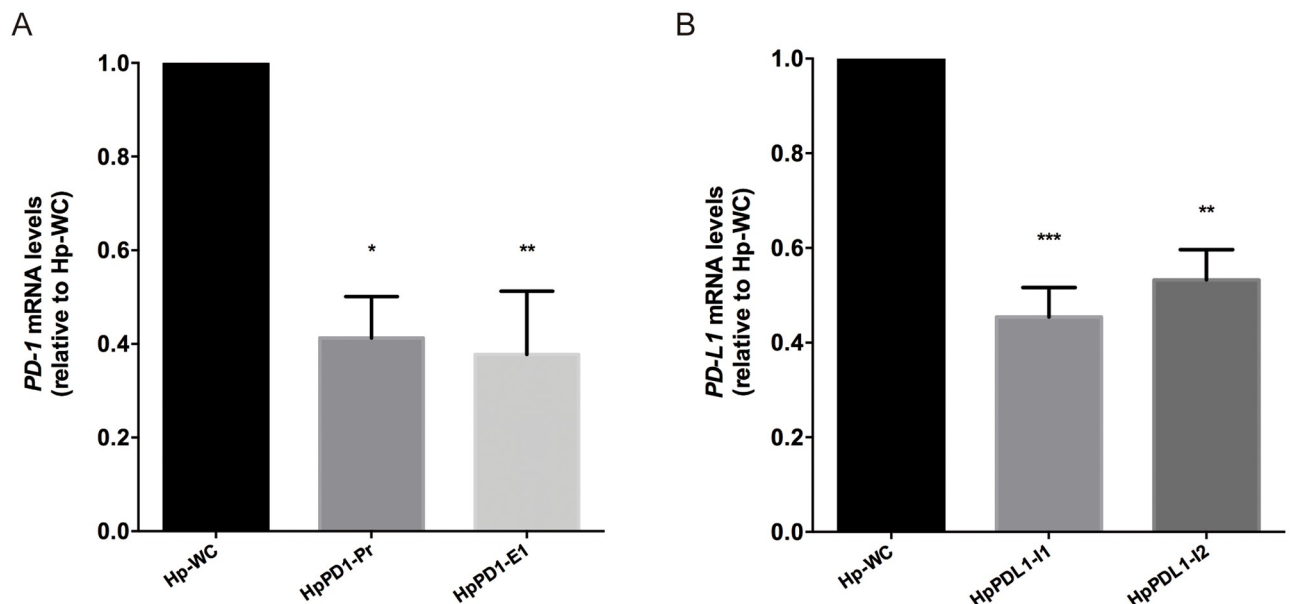 A
PD-1 mRNA levels
(relative to Hp-WC)
1.0
0.8
0.6
0.4
0.2
0.0
*
**
Hp-WC
HpPD1-Pr
HpPD1-E1
B
PD-L1 mRNA levels
(relative to Hp-WC)
1.0
0.8
0.6
0.4
0.2
0.0
***
**
Hp-WC
HpPDL1-I1
HpPDL1-I2